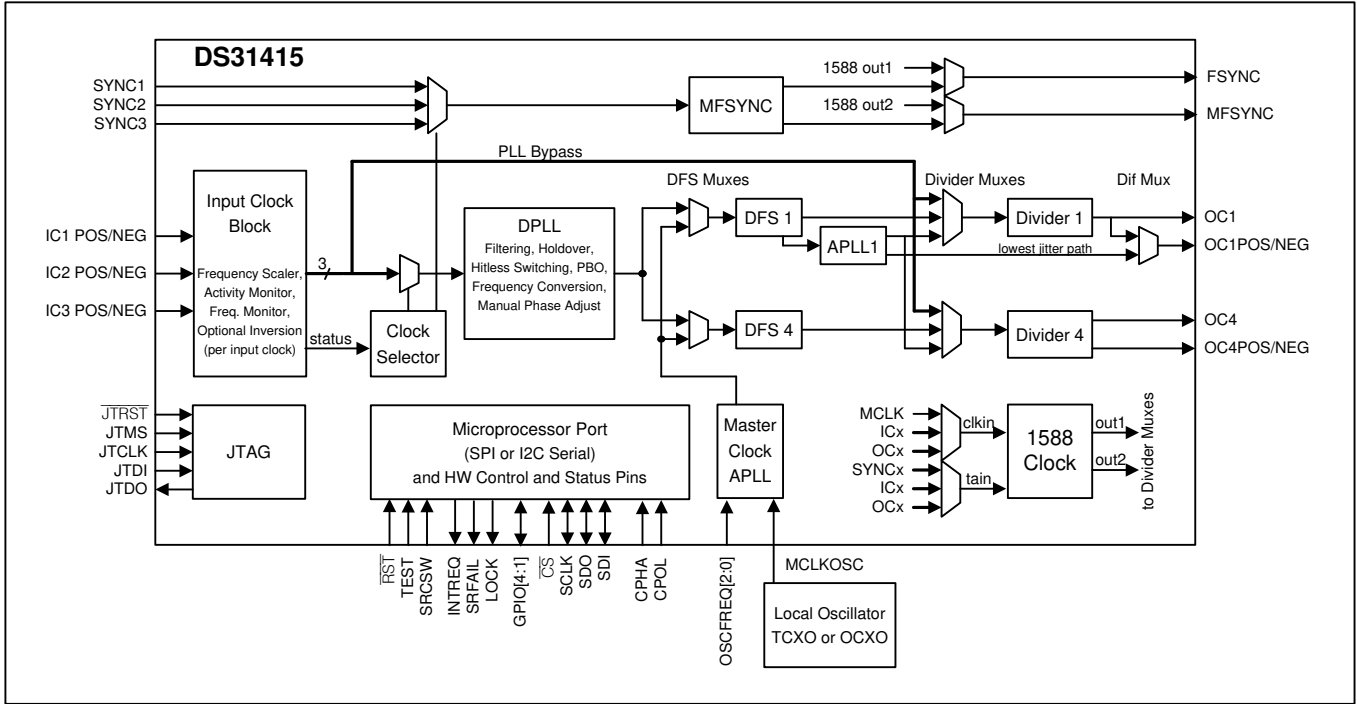 DS31415
SYNC1
SYNC2
SYNC3
MFSYNC
1588 out1
1588 out2
FSYNC
MFSYNC
PLL Bypass
Input Clock
Block
Frequency Scaler,
Activity Monitor,
Freq. Monitor,
Optional Inversion
(per input clock)
IC1 POS/NEG
IC2 POS/NEG
IC3 POS/NEG
3
status
Clock
Selector
DPLL
Filtering, Holdover,
Hitless Switching, PBO,
Frequency Conversion,
Manual Phase Adjust
DFS Muxes
DFS 1
APLL1
DFS 4
Divider Muxes
Divider 1
lowest jitter path
Divider 4
Dif Mux
OC1
OC1POS/NEG
OC4
OC4POS/NEG
JTRST
JTMS
JTCLK
JTDI
JTDO
JTAG
Microprocessor Port
(SPI or I2C Serial)
and HW Control and Status Pins
Master
Clock
APLL
MCLK
ICx
OCx
SYNCx
ICx
OCx
clkin
tain
1588
Clock
out1
out2
to Divider Muxes
RST
TEST
SRCSW
INTREQ
SRFAIL
LOCK
GPIO[4:1]
CS
SCLK
SDO
SDI
CPHA
CPOL
OSCFREQ[2:0]
MCLKOSC
Local Oscillator
TCXO or OCXO